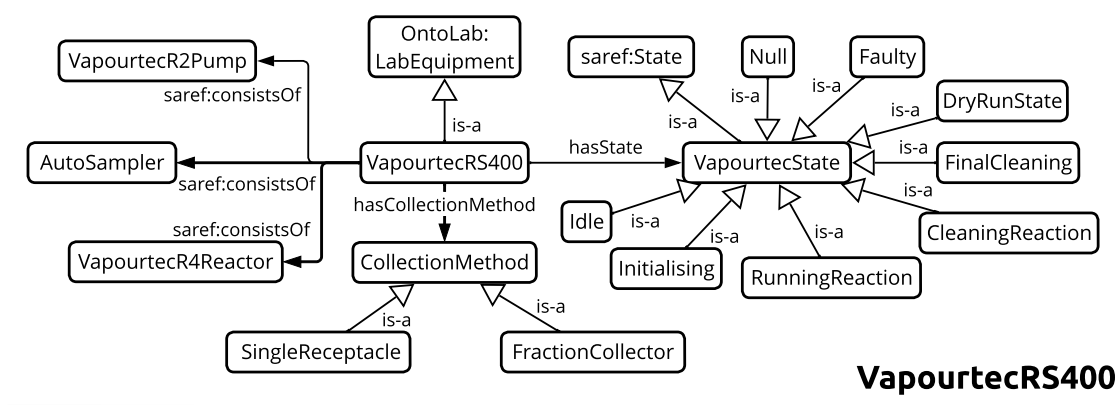 OntoLab:
LabEquipment
saref:State
Null
Faulty
VapourtecR2Pump
is-a
is-a
DryRunState
saref:consistsOf
is-a
is-a
is-a
hasState
is-a
AutoSampler
VapourtecRS400
VapourtecState
FinalCleaning
saref:consistsOf
is-a
hasCollectionMethod
Idle
is-a
saref:consistsOf
is-a
is-a
CleaningReaction
VapourtecR4Reactor
CollectionMethod
Initialising
RunningReaction
is-a
is-a
SingleReceptacle
FractionCollector
VapourtecRS400